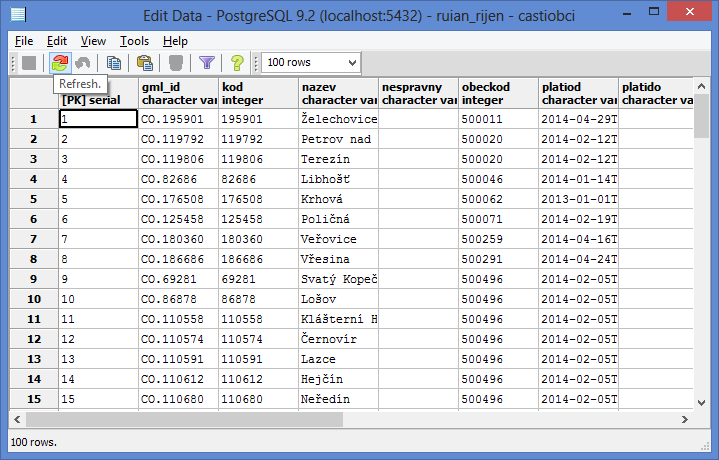 Edit Data - PostgreSQL 9.2 (localhost:5432) - ruian_rijen - castiobci
File Edit View Tools Help
100 rows
Refresh.
gml_id kod nazev nespravny obeckod platiod platido
[PK] serial character var integer character var character var integer character var character var
1 1 CO.195901 195901 Želechovice 500011 2014-04-29T
2 2 CO.119792 119792 Petrov nad 500020 2014-02-12T
3 3 CO.119806 119806 Terezín 500020 2014-02-12T
4 4 CO.82686 82686 Libhošť 500046 2014-01-14T
5 5 CO.176508 176508 Krhová 500062 2013-01-01T
6 6 CO.125458 125458 Poličná 500071 2014-02-19T
7 7 CO.180360 180360 Veřovice 500259 2014-04-16T
8 8 CO.186686 186686 Vřesina 500291 2014-04-24T
9 9 CO.69281 69281 Svatý Kopeč 500496 2014-02-05T
10 10 CO.86878 86878 Lošov 500496 2014-02-05T
11 11 CO.110558 110558 Klášterní H 500496 2014-02-05T
12 12 CO.110574 110574 Černovír 500496 2014-02-05T
13 13 CO.110591 110591 Lazce 500496 2014-02-05T
14 14 CO.110612 110612 Hejčín 500496 2014-02-05T
15 15 CO.110680 110680 Neředín 500496 2014-02-05T
100 rows.